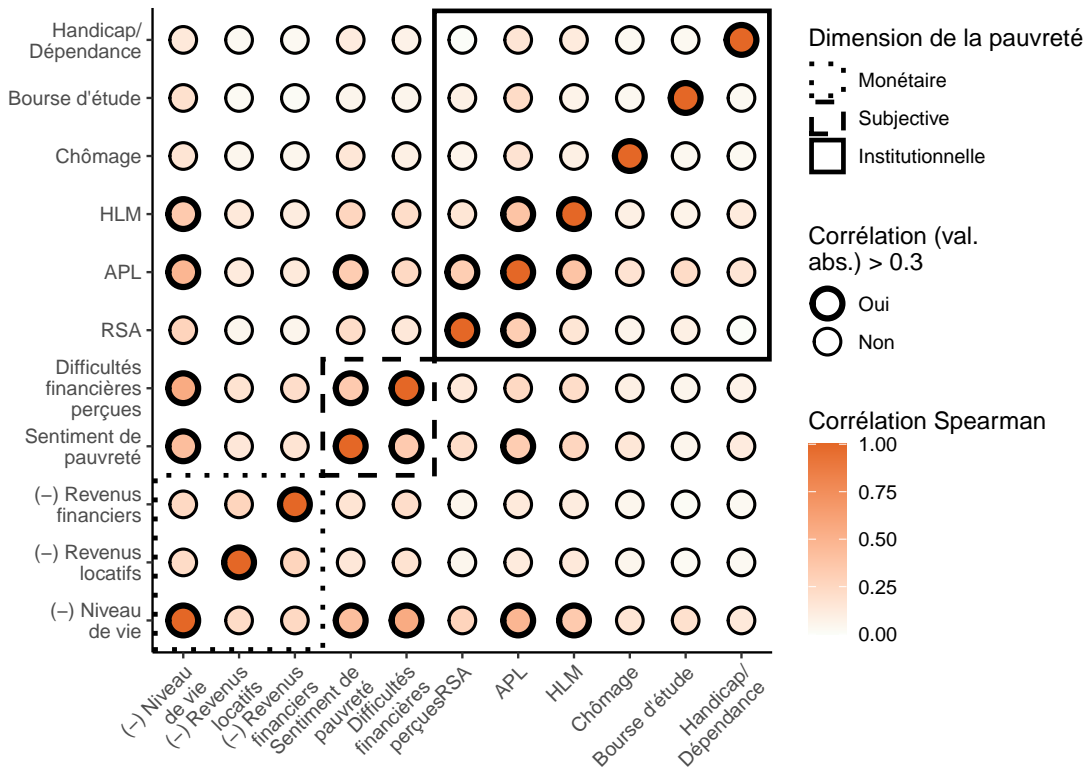 Handicap/
Dépendance
Bourse d'étude
Chômage
HLM
APL
RSA
Difficultés
financières
perçues
Sentiment de
pauvreté
(−) Revenus
financiers
(−) Revenus
locatifs
(−) Niveau
de vie
(−) Niveau
de vie
(−) Revenus
locatifs
(−) Revenus
financiers
Sentiment de
pauvreté
Difficultés
financières
perçues
RSA
APL
HLM
Chômage
Bourse d'étude
Handicap/
Dépendance
Dimension de la pauvreté
Monétaire
Subjective
Institutionnelle
Corrélation (val.
abs.) > 0.3
Oui
Non
Corrélation Spearman
1.00
0.75
0.50
0.25
0.00